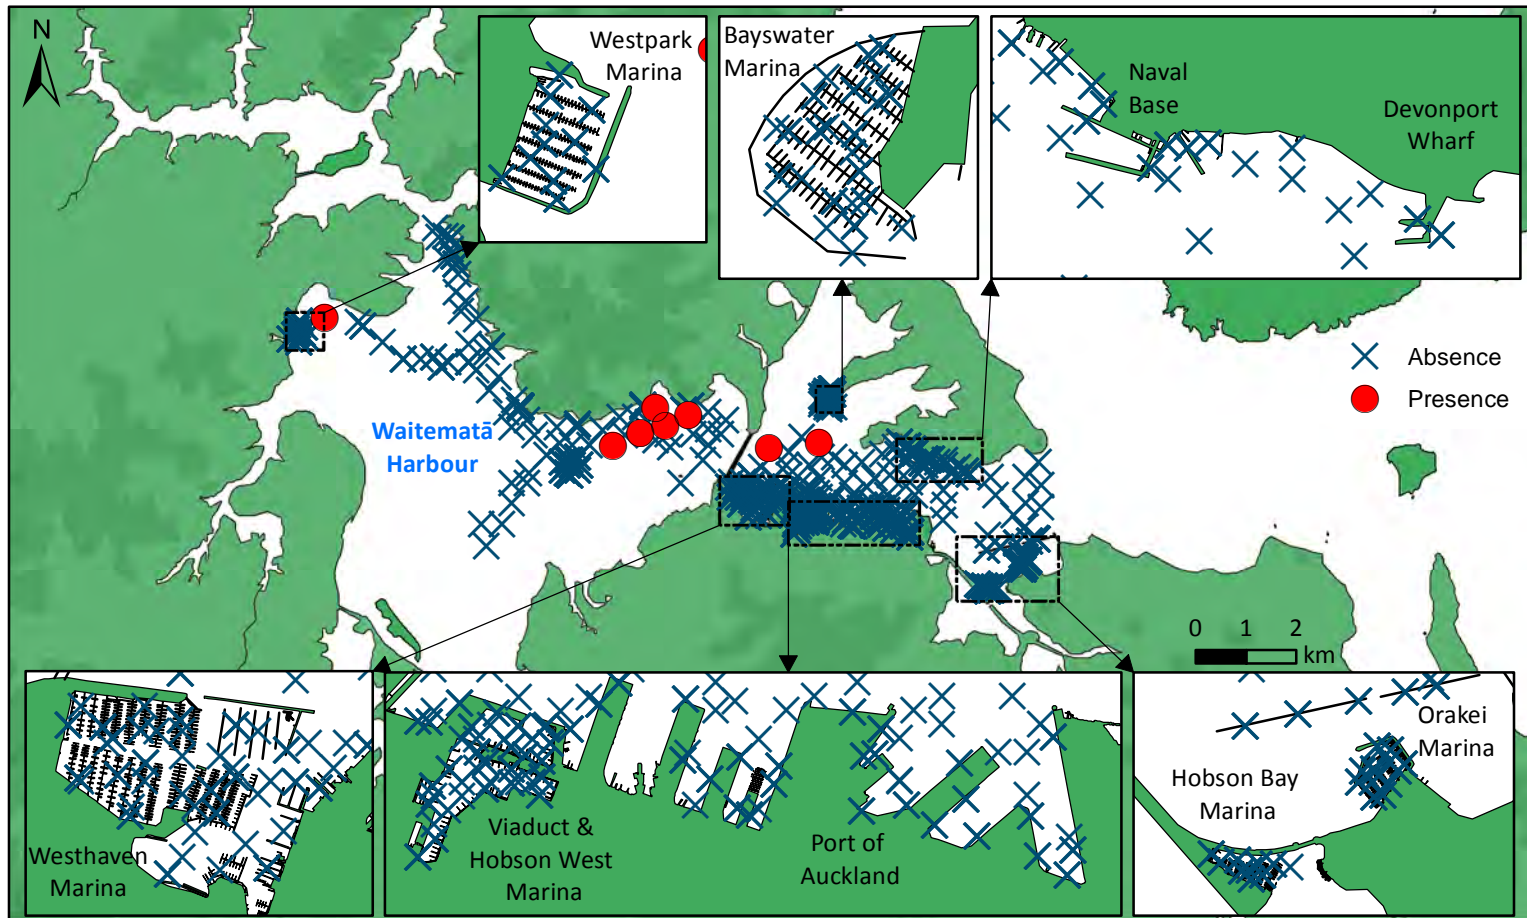 N
Westpark
Marina
Bayswater
Marina
Naval
Base
Devonport
Wharf
Absence
Presence
Waitematā
Harbour
0 1 2
km
Westhaven
Marina
Viaduct &
Hobson West
Marina
Port of
Auckland
Hobson Bay
Marina
Orakei
Marina